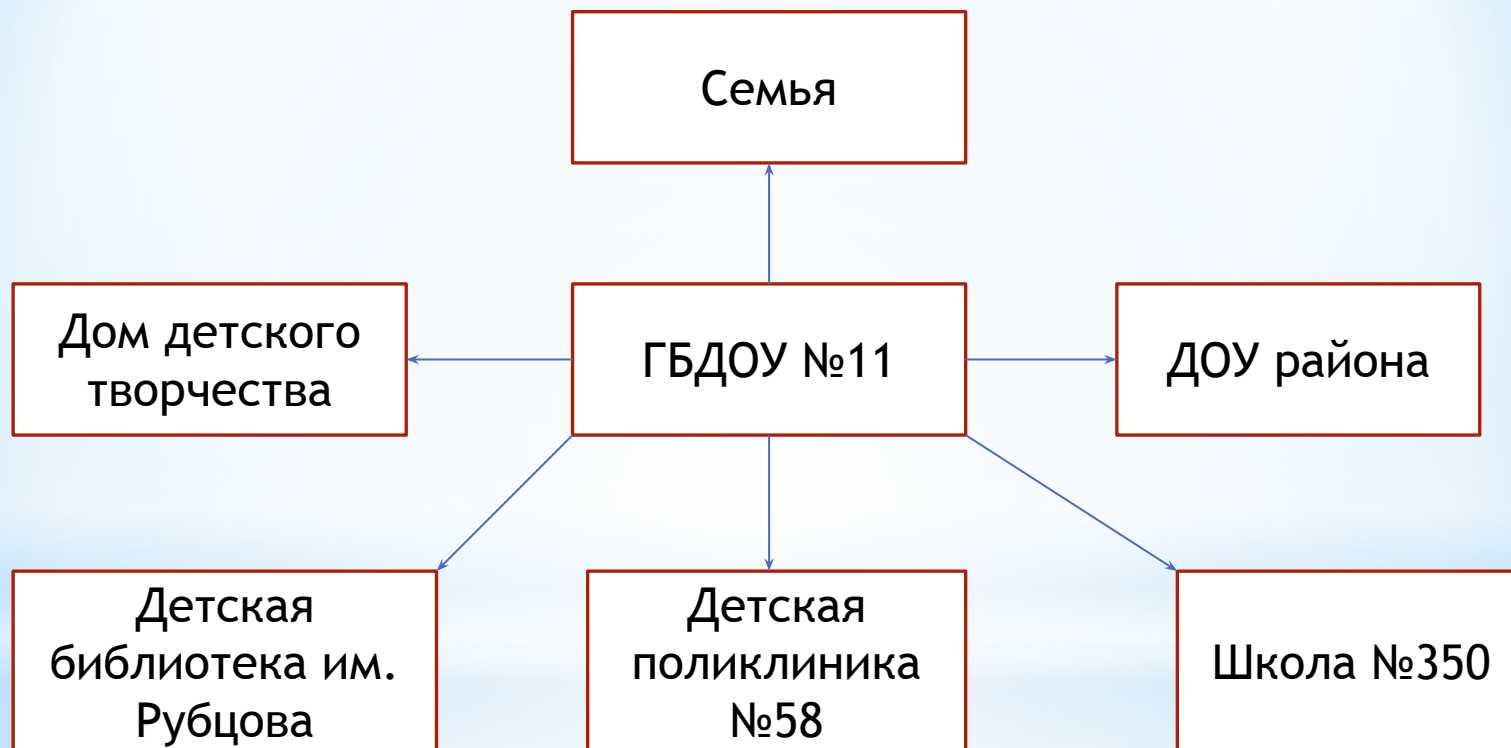 Семья
Дом детского
творчества
ГБДОУ №11
ДОУ района
Детская
библиотека им.
Рубцова
Детская
поликлиника
№58
Школа №350